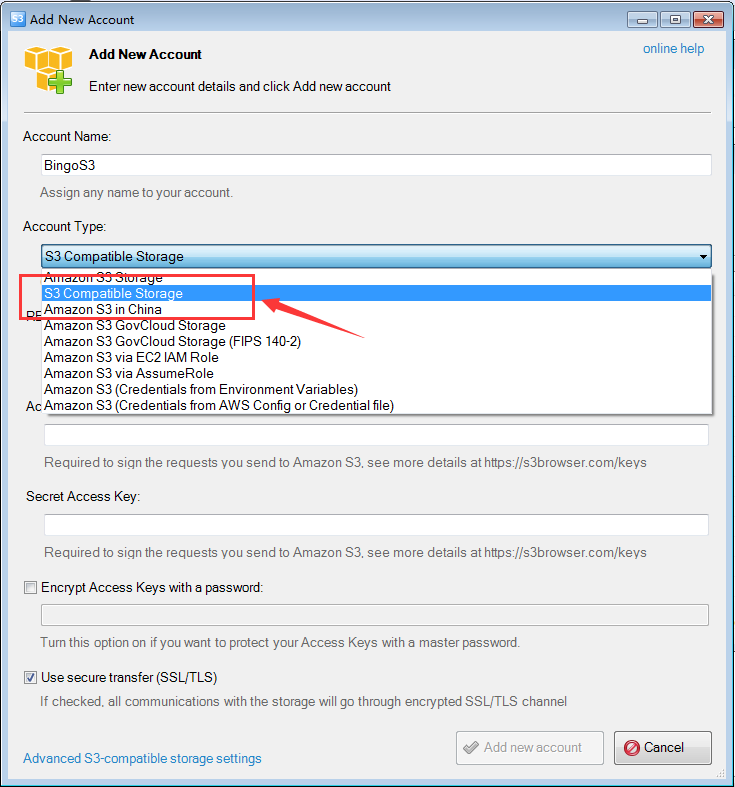 S3 Add New Account
Add New Account
online help
Enter new account details and click Add new account
Account Name:
BingoS3
Assign any name to your account.
Account Type:
S3 Compatible Storage
Amazon S3 Storage
S3 Compatible Storage
Amazon S3 in China
Amazon S3 GovCloud Storage
Amazon S3 GovCloud Storage (FIPS 140-2)
Amazon S3 via EC2 IAM Role
Amazon S3 via AssumeRole
Amazon S3 (Credentials from Environment Variables)
Amazon S3 (Credentials from AWS Config or Credential file)
Required to sign the requests you send to Amazon S3, see more details at https://s3browser.com/keys
Secret Access Key:
Required to sign the requests you send to Amazon S3, see more details at https://s3browser.com/keys
Encrypt Access Keys with a password:
Turn this option on if you want to protect your Access Keys with a master password.
Use secure transfer (SSL/TLS)
If checked, all communications with the storage will go through encrypted SSL/TLS channel
Advanced S3-compatible storage settings
Add new account
Cancel